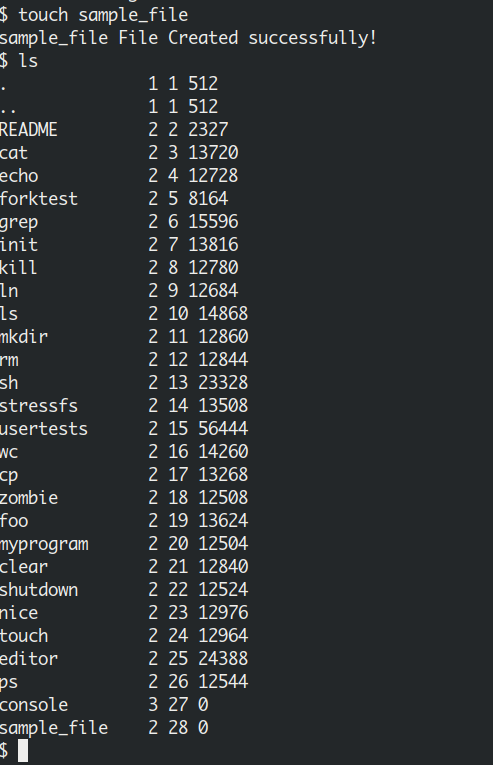 $ touch sample_file
sample_file File Created successfully!
$ ls
. 1 1 512
.. 1 1 512
README 2 2 2327
cat 2 3 13720
echo 2 4 12728
forktest 2 5 8164
grep 2 6 15596
init 2 7 13816
kill 2 8 12780
ln 2 9 12684
ls 2 10 14868
mkdir 2 11 12860
rm 2 12 12844
sh 2 13 23328
stressfs 2 14 13508
usertests 2 15 56444
wc 2 16 14260
cp 2 17 13268
zombie 2 18 12508
foo 2 19 13624
myprogram 2 20 12504
clear 2 21 12840
shutdown 2 22 12524
nice 2 23 12976
touch 2 24 12964
editor 2 25 24388
ps 2 26 12544
console 3 27 0
sample_file 2 28 0
$